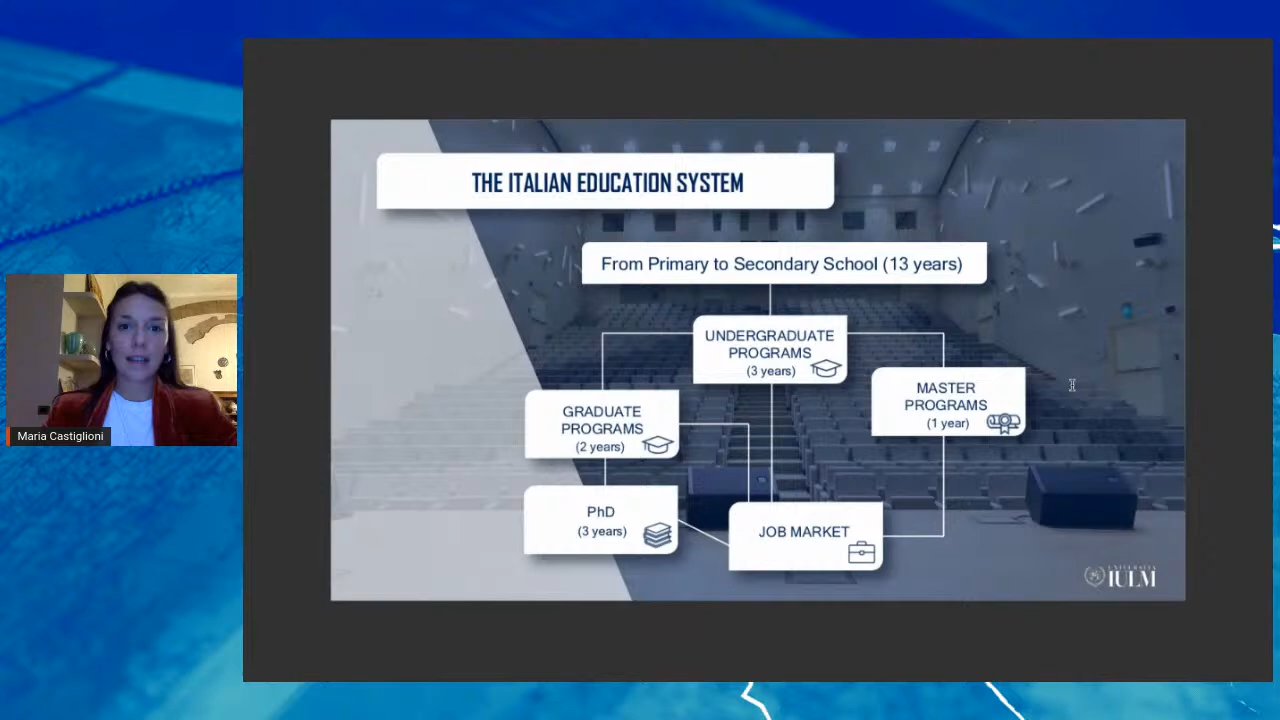 THE ITALIAN EDUCATION SYSTEM
From Primary to Secondary School (13 years)
UNDERGRADUATE
PROGRAMS
(3 years)
MASTER
PROGRAMS
(1 year)
GRADUATE
PROGRAMS
(2 years)
PhD
(3 years)
JOB MARKET
Maria Castiglioni
UNIVERSITÀ
IULM